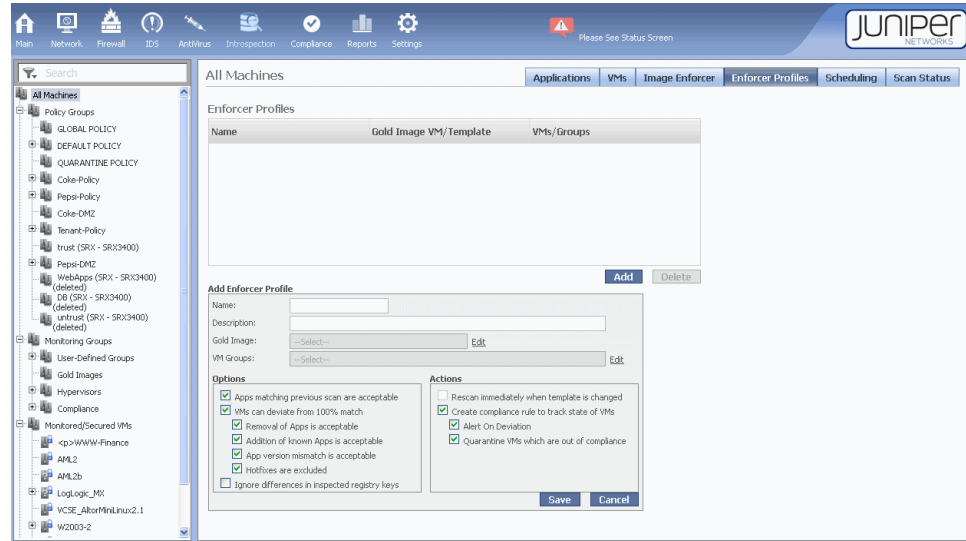 Main Network Firewall IDS AntiVirus Introspection Compliance Reports Settings
Please See Status Screen
JUNIPER
NETWORKS
Search
All Machines
Policy Groups
GLOBAL POLICY
DEFAULT POLICY
QUARANTINE POLICY
Coke-Policy
Pepsi-Policy
Coke-DMZ
Tenant-Policy
trust (SRX - SRX3400)
Pepsi-DMZ
WebApps (SRX - SRX3400)
(deleted)
DB (SRX - SRX3400)
(deleted)
untrust (SRX - SRX3400)
(deleted)
Monitoring Groups
User-Defined Groups
Gold Images
Hypervisors
Compliance
Monitored/Secured VMs
<p>WWW-Finance
AML2
AML2b
LogLogic_MX
VCSE_AltorMiniLinux2.1
W2003-2
All Machines
Applications VMs Image Enforcer Enforcer Profiles Scheduling Scan Status
Enforcer Profiles
Name Gold Image VM/Template VMs/Groups
Add Delete
Add Enforcer Profile
Name:
Description:
Gold Image: --Select-- Edit
VM Groups: --Select-- Edit
Options
Apps matching previous scan are acceptable
VMs can deviate from 100% match
Removal of Apps is acceptable
Addition of known Apps is acceptable
App version mismatch is acceptable
Hotfixes are excluded
Ignore differences in inspected registry keys
Actions
Rescan immediately when template is changed
Create compliance rule to track state of VMs
Alert On Deviation
Quarantine VMs which are out of compliance
Save Cancel